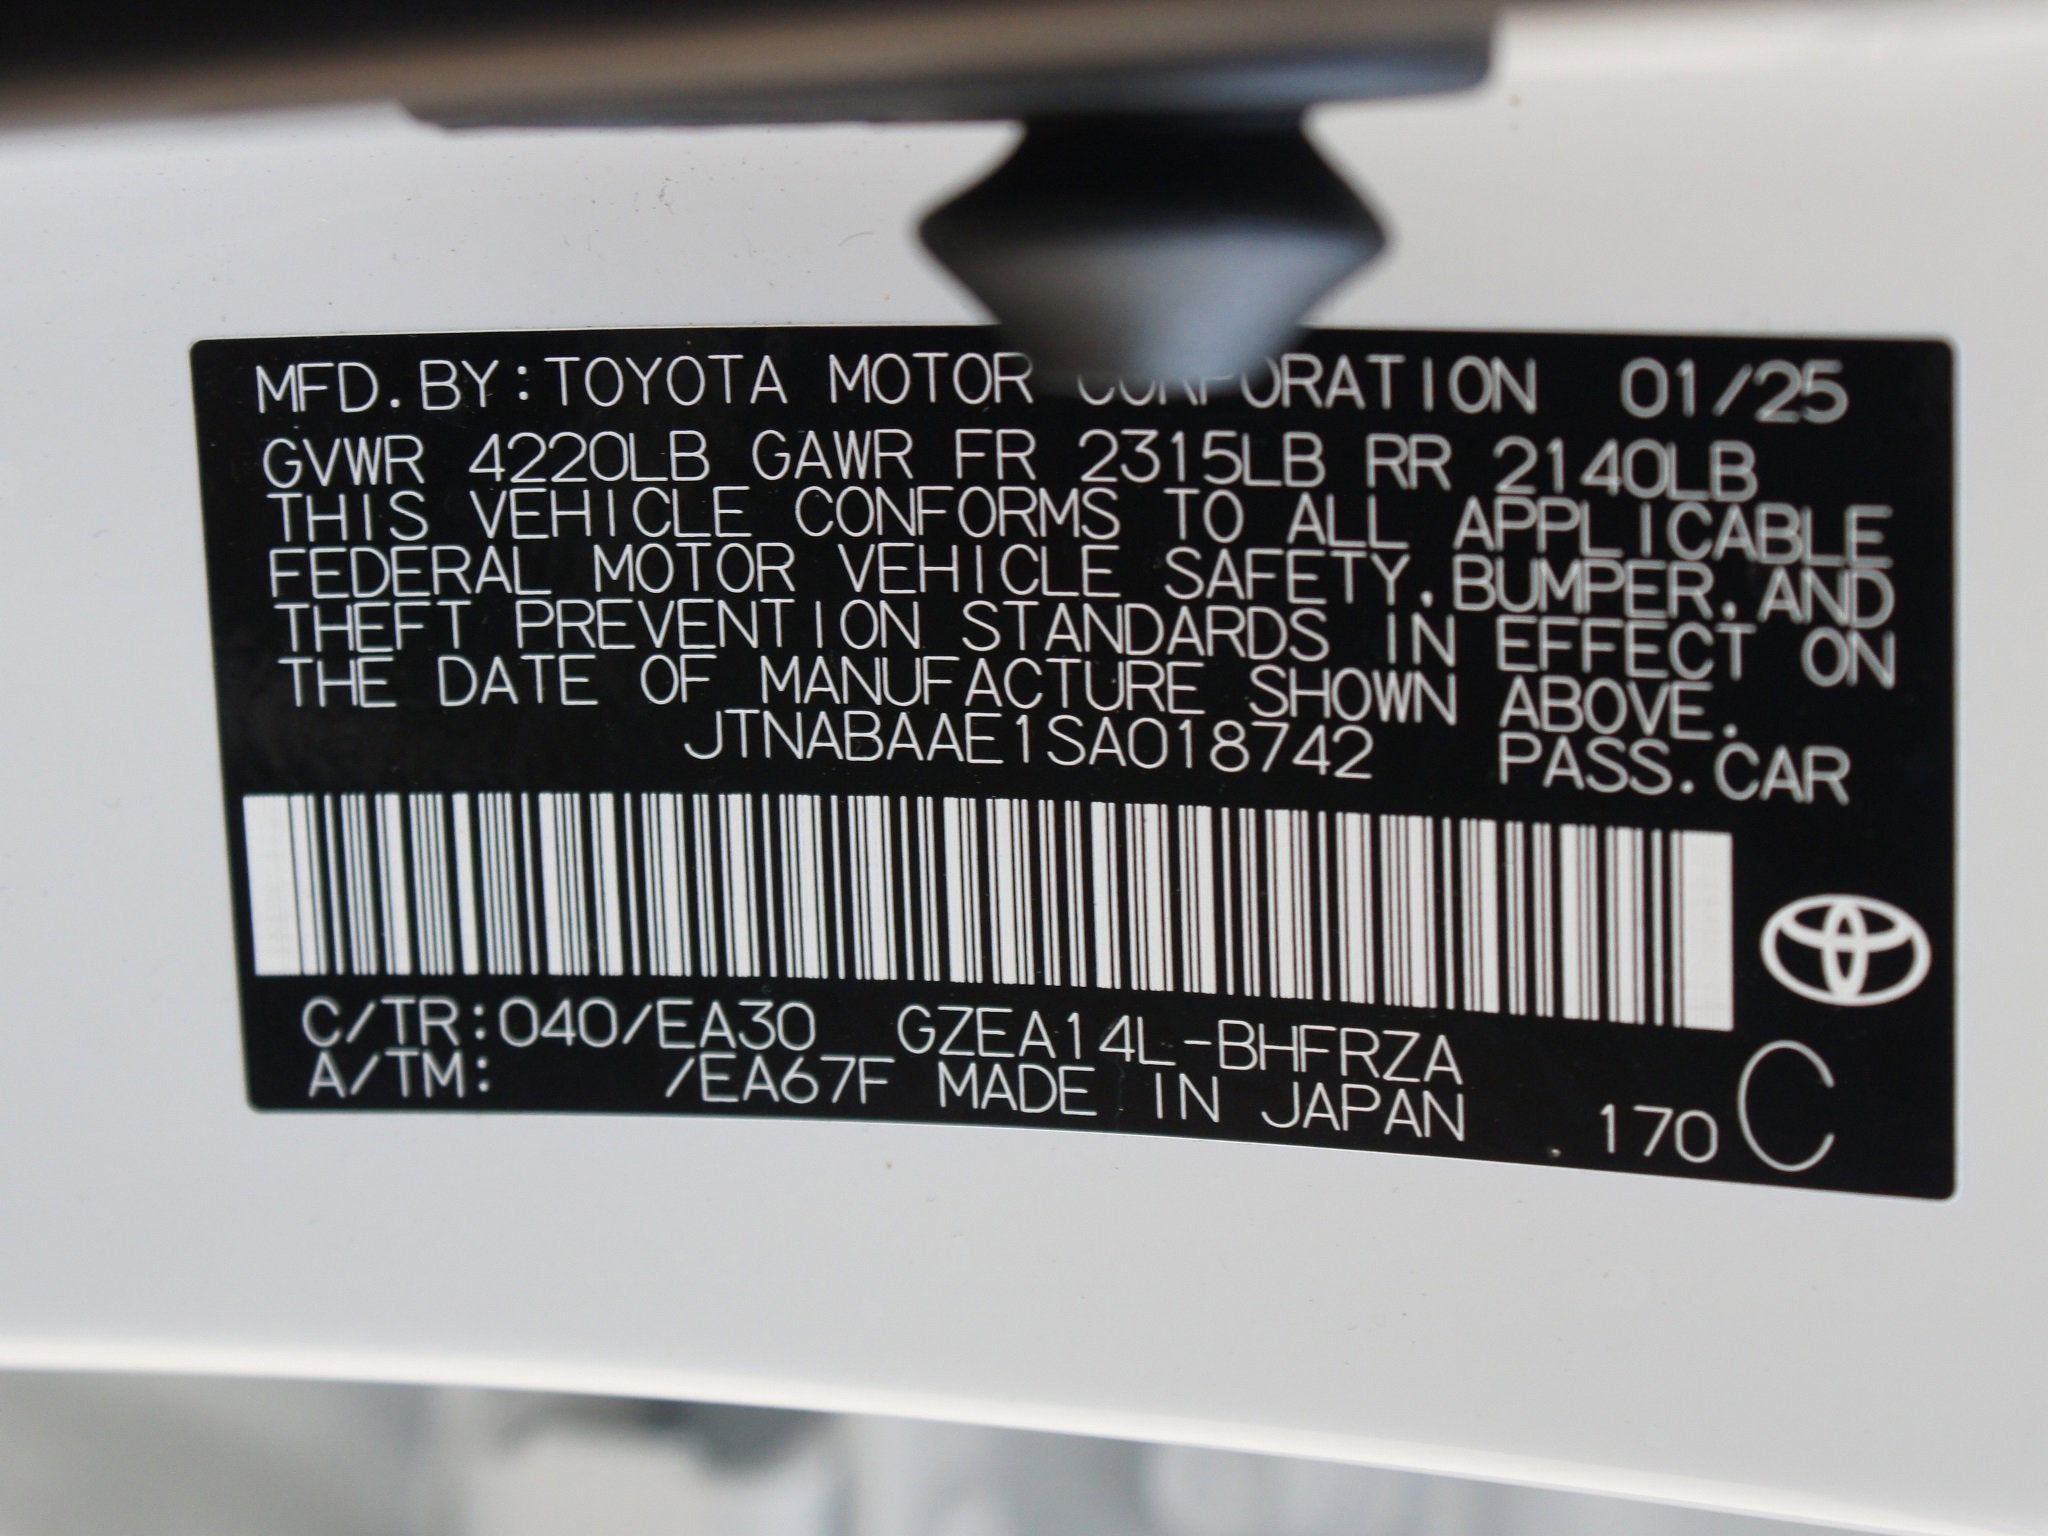 MFD. BY: TOYOTA MOTOR CORPORATION 01/25
GVWR 4220LB GAWR FR 2315LB RR 2140LB
THIS VEHICLE CONFORMS TO ALL APPLICABLE
FEDERAL MOTOR VEHICLE SAFETY, BUMPER, AND
THEFT PREVENTION STANDARDS IN EFFECT ON
THE DATE OF MANUFACTURE SHOWN ABOVE.
JTNABAAE1SA018742 PASS. CAR
C/TR: 040/EA30 GZEA14L-BHFRZA
A/TM: /EA67F MADE IN JAPAN 170 C